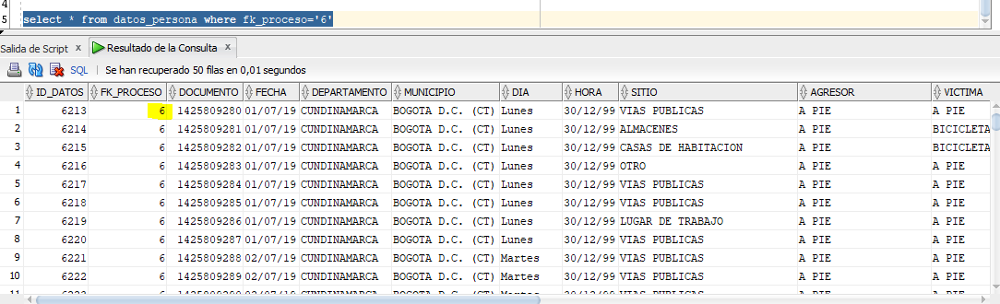 4
5 select * from datos_persona where fk_proceso='6'
Salida de Script x Resultado de la Consulta x
SQL | Se han recuperado 50 filas en 0,01 segundos
ID_DATOS FK_PROCESO DOCUMENTO FECHA DEPARTAMENTO MUNICIPIO DIA HORA SITIO AGRESOR VICTIMA
1 6213 6 1425809280 01/07/19 CUNDINAMARCA BOGOTA D.C. (CT) Lunes 30/12/99 VIAS PUBLICAS A PIE A PIE
2 6214 6 1425809281 01/07/19 CUNDINAMARCA BOGOTA D.C. (CT) Lunes 30/12/99 ALMACENES A PIE BICICLETA
3 6215 6 1425809282 01/07/19 CUNDINAMARCA BOGOTA D.C. (CT) Lunes 30/12/99 CASAS DE HABITACION A PIE BICICLETA
4 6216 6 1425809283 01/07/19 CUNDINAMARCA BOGOTA D.C. (CT) Lunes 30/12/99 OTRO A PIE A PIE
5 6217 6 1425809284 01/07/19 CUNDINAMARCA BOGOTA D.C. (CT) Lunes 30/12/99 VIAS PUBLICAS A PIE A PIE
6 6218 6 1425809285 01/07/19 CUNDINAMARCA BOGOTA D.C. (CT) Lunes 30/12/99 VIAS PUBLICAS A PIE A PIE
7 6219 6 1425809286 01/07/19 CUNDINAMARCA BOGOTA D.C. (CT) Lunes 30/12/99 LUGAR DE TRABAJO A PIE A PIE
8 6220 6 1425809287 01/07/19 CUNDINAMARCA BOGOTA D.C. (CT) Lunes 30/12/99 VIAS PUBLICAS A PIE A PIE
9 6221 6 1425809288 02/07/19 CUNDINAMARCA BOGOTA D.C. (CT) Martes 30/12/99 VIAS PUBLICAS A PIE A PIE
10 6222 6 1425809289 02/07/19 CUNDINAMARCA BOGOTA D.C. (CT) Martes 30/12/99 VIAS PUBLICAS A PIE A PIE